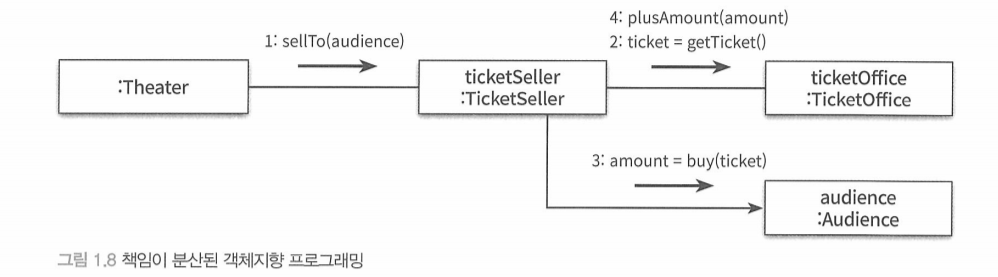 4: plusAmount(amount)
1: sellTo(audience)
2: ticket = getTicket()
:Theater
ticketSeller
:TicketSeller
ticketOffice
:TicketOffice
3: amount = buy(ticket)
audience
:Audience
그림 1.8 책임이 분산된 객체지향 프로그래밍